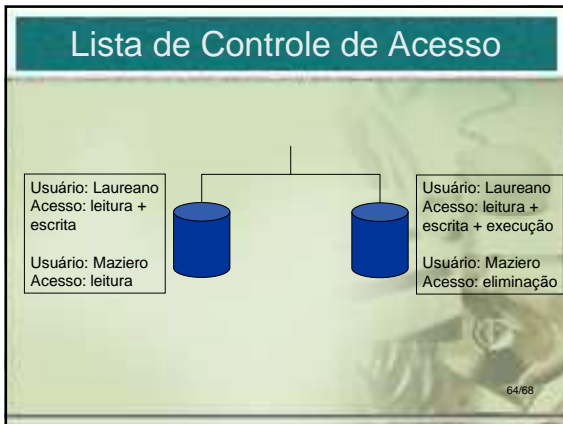 Lista de Controle de Acesso
Usuário: Laureano
Acesso: leitura +
escrita
Usuário: Maziero
Acesso: leitura
Usuário: Laureano
Acesso: leitura +
escrita + execução
Usuário: Maziero
Acesso: eliminação
64/68